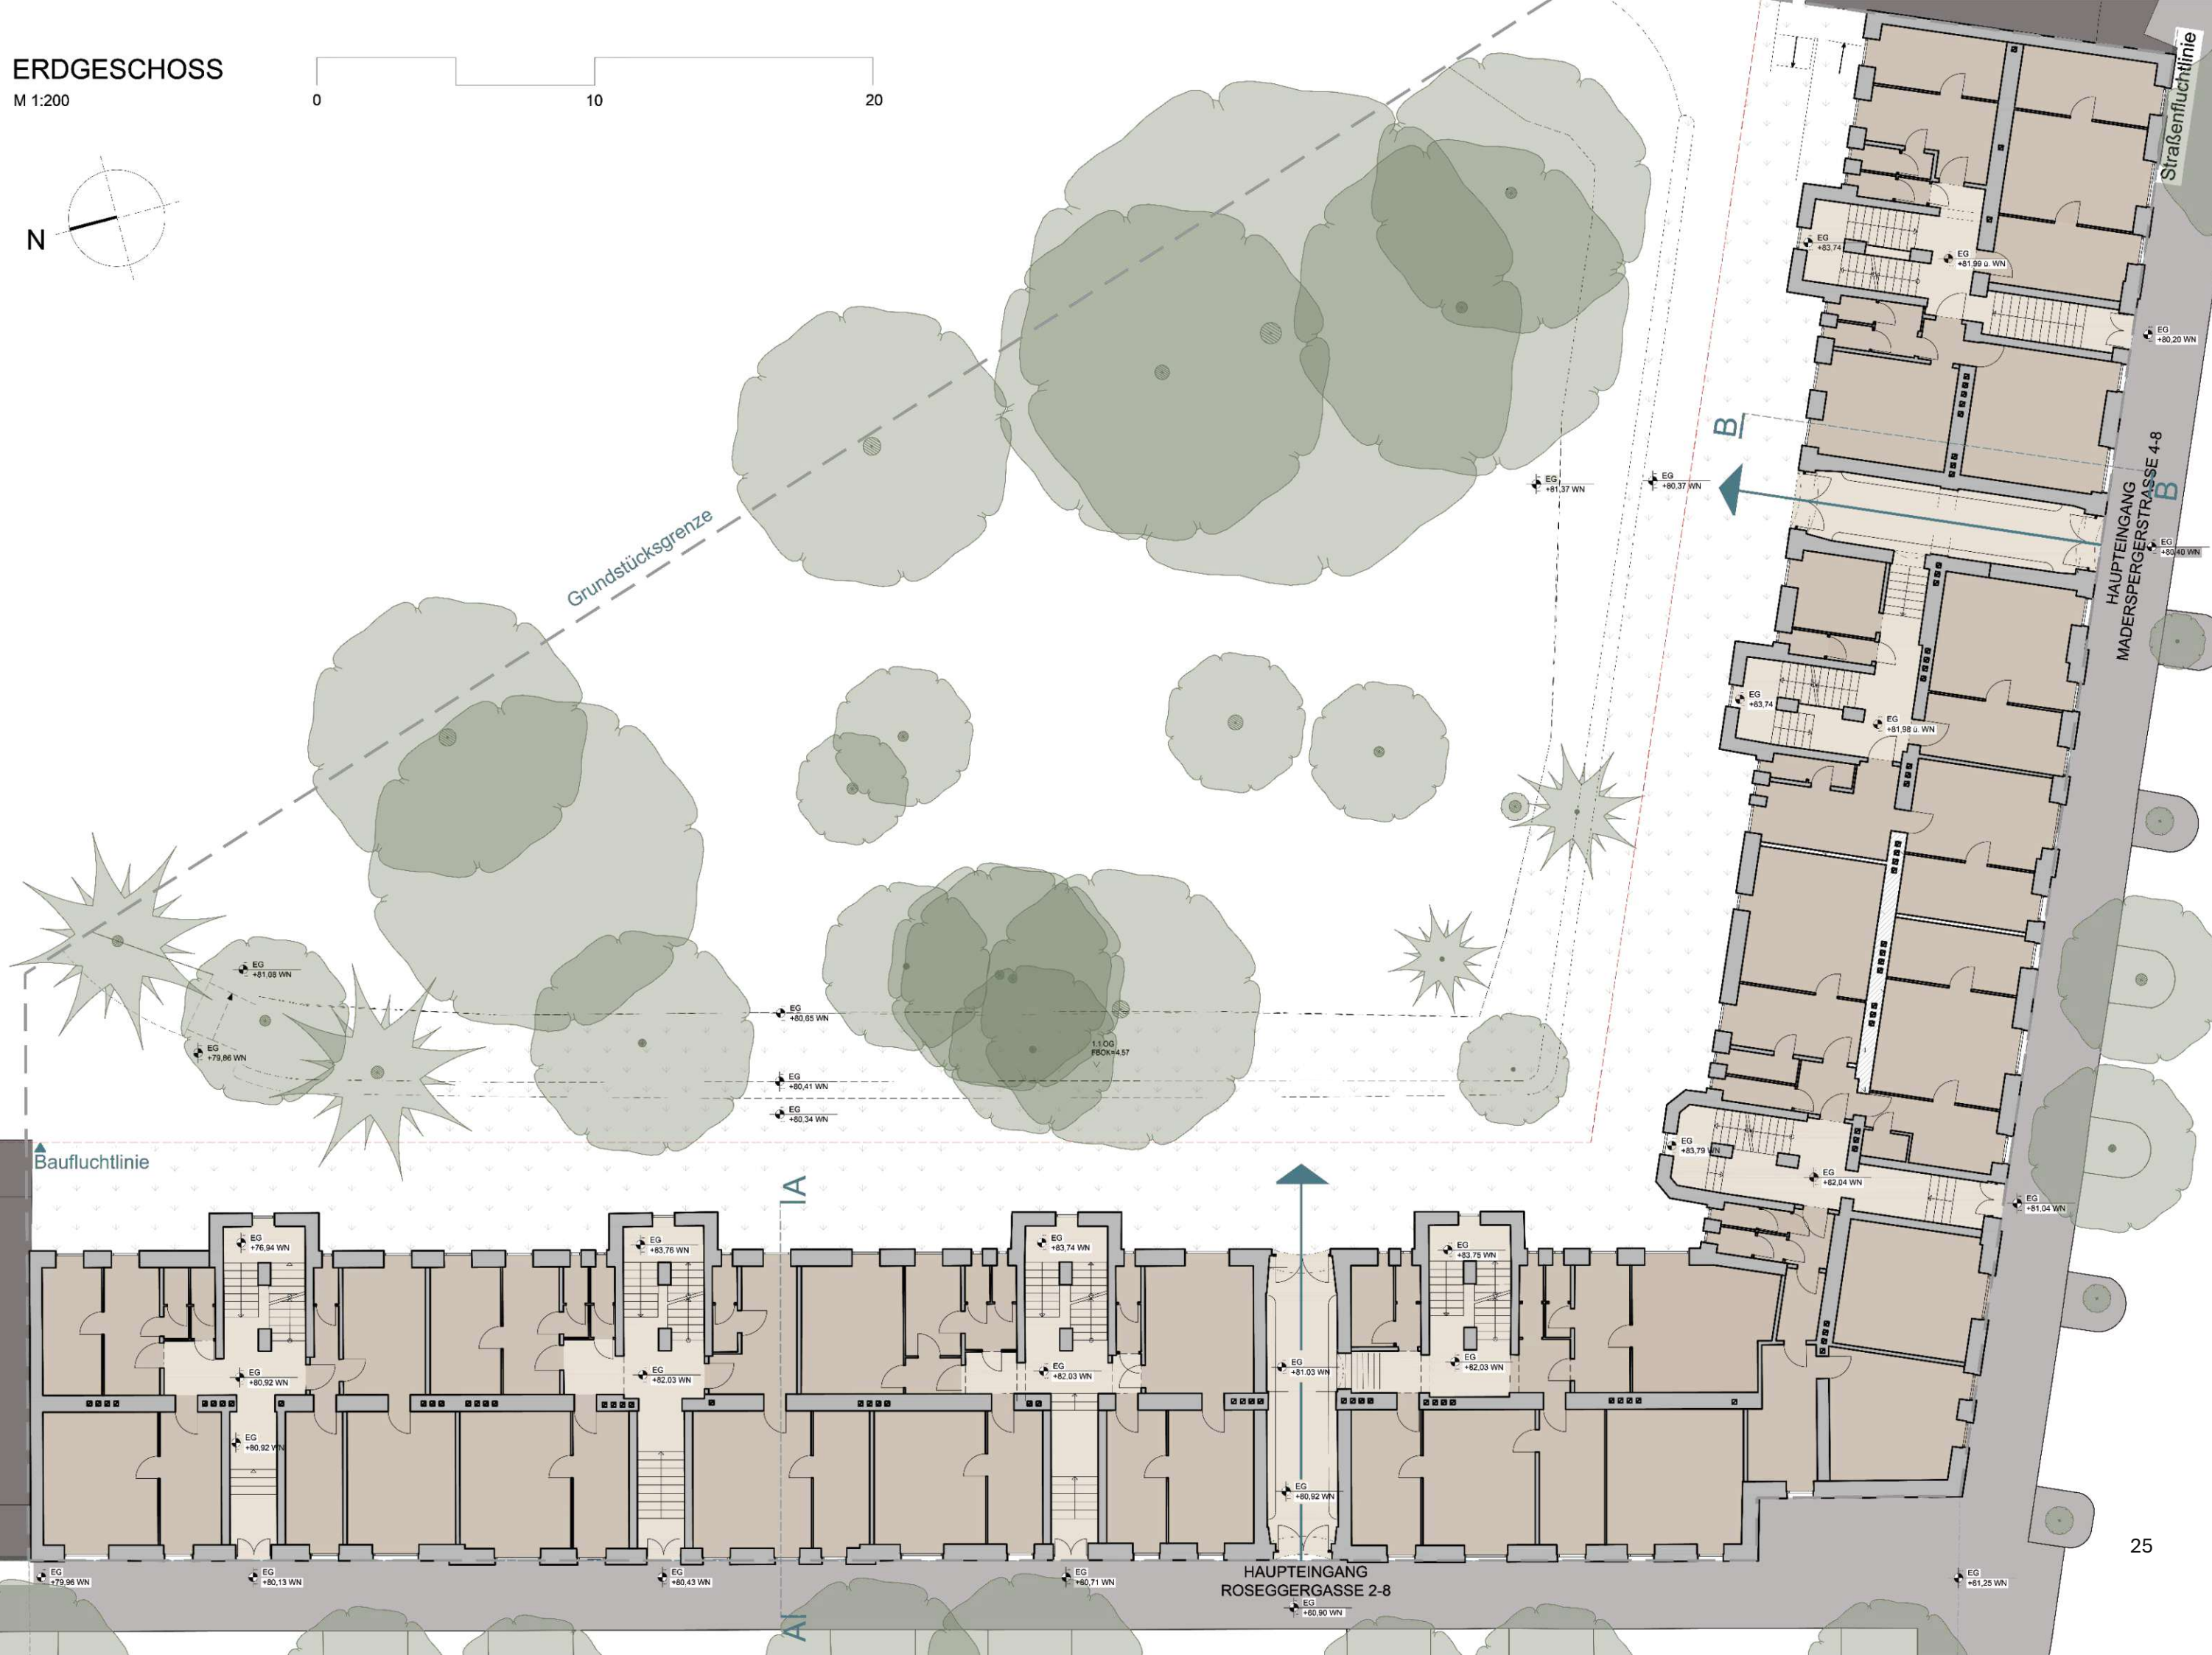 ERDGESCHOSS
M 1:200
0
10
20
N
Straßenfluchtlinie
Grundstücksgrenze
Baufluchtlinie
EG
+83,74
EG
+81,99 ü. WN
EG
+80,20 WN
B
B
EG
+81,37 WN
EG
+80,37 WN
HAUPTEINGANG
MADERSPERGERSTRASSE 4-8
EG
+80,40 WN
EG
+83,74
EG
+81,98 ü. WN
EG
+81,08 WN
EG
+79,86 WN
EG
+80,65 WN
1.1.OG
FBOK=4.57
EG
+80,41 WN
EG
+80,34 WN
EG
+83,79 WN
EG
+82,04 WN
EG
+81,04 WN
A
EG
+76,94 WN
EG
+83,76 WN
EG
+83,74 WN
EG
+83,75 WN
EG
+80,92 WN
EG
+82,03 WN
EG
+82,03 WN
EG
+81,03 WN
EG
+82,03 WN
EG
+80,92 WN
EG
+80,92 WN
EG
+79,96 WN
EG
+80,13 WN
EG
+80,43 WN
EG
+80,71 WN
HAUPTEINGANG
ROSEGGERGASSE 2-8
EG
+80,90 WN
EG
+81,25 WN
A
25